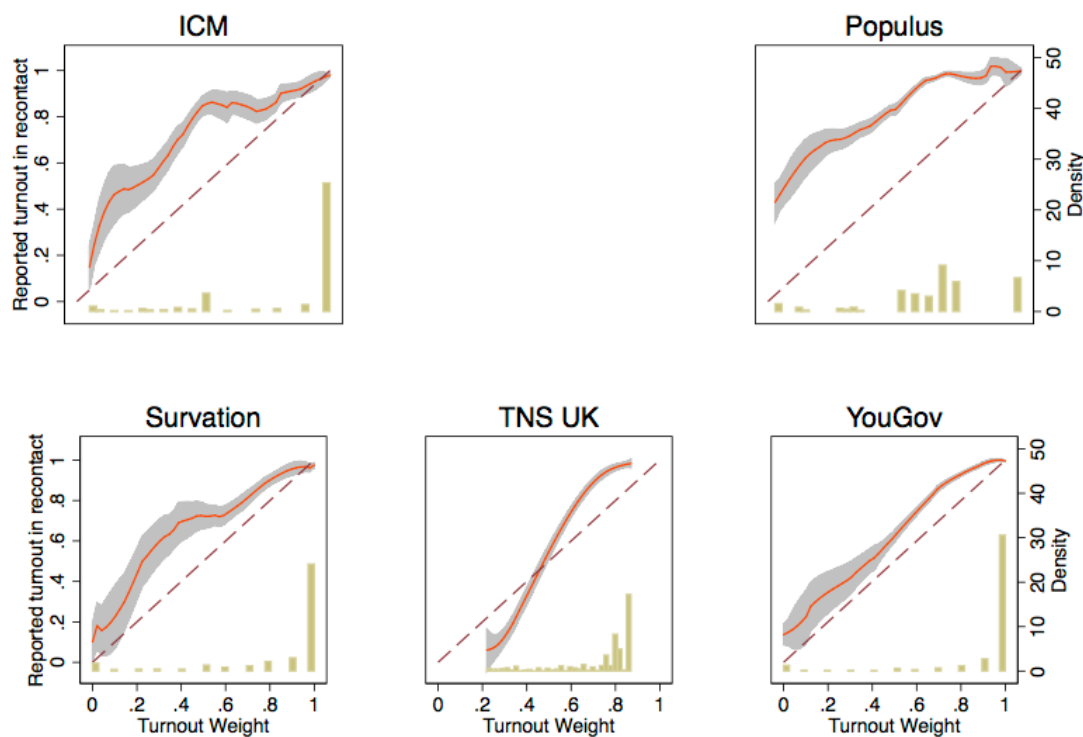 ICM
Populus
Reported turnout in recontact
0 .2 .4 .6 .8 1
0 10 20 30 40 50
Density
Survation
TNS UK
YouGov
Reported turnout in recontact
0 .2 .4 .6 .8 1
0 10 20 30 40 50
Density
0 .2 .4 .6 .8 1
0 .2 .4 .6 .8 1
0 .2 .4 .6 .8 1
Turnout Weight
Turnout Weight
Turnout Weight